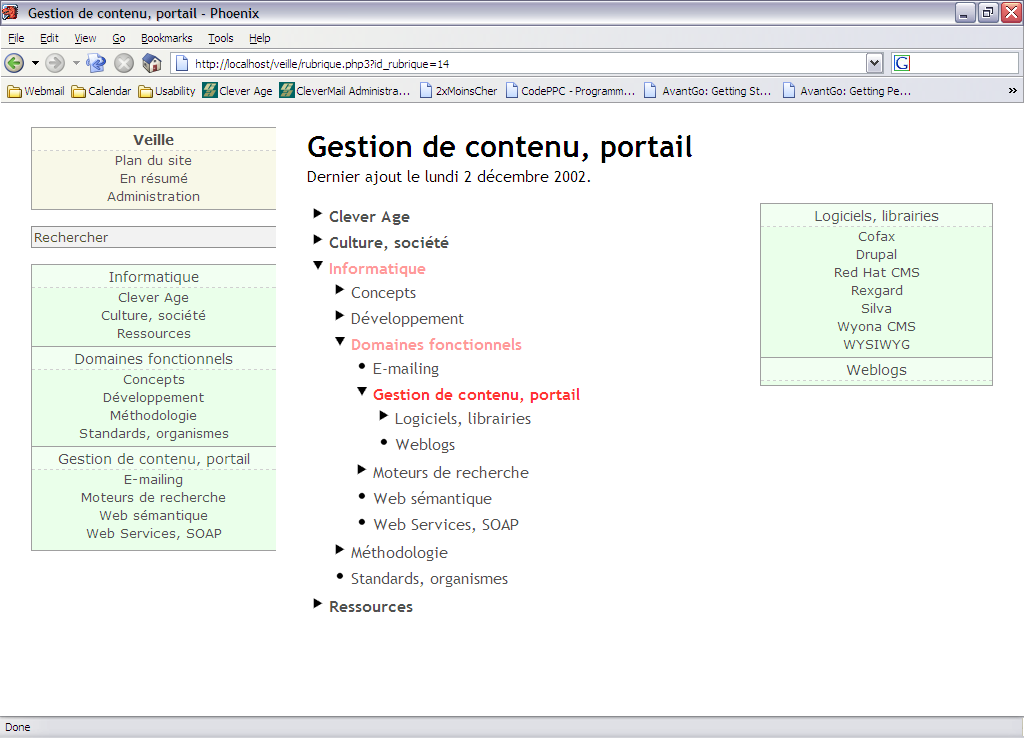 Gestion de contenu, portail - Phoenix
File Edit View Go Bookmarks Tools Help
http://localhost/veille/rubrique.php3?id_rubrique=14
G
Webmail Calendar Usability Clever Age CleverMail Administra... 2xMoinsCher CodePPC - Programm... AvantGo: Getting St... AvantGo: Getting Pe... »
Veille
Plan du site
En résumé
Administration
Rechercher
Informatique
Clever Age
Culture, société
Ressources
Domaines fonctionnels
Concepts
Développement
Méthodologie
Standards, organismes
Gestion de contenu, portail
E-mailing
Moteurs de recherche
Web sémantique
Web Services, SOAP
Gestion de contenu, portail
Dernier ajout le lundi 2 décembre 2002.
Clever Age
Culture, société
Informatique
Concepts
Développement
Domaines fonctionnels
E-mailing
Gestion de contenu, portail
Logiciels, librairies
Weblogs
Moteurs de recherche
Web sémantique
Web Services, SOAP
Méthodologie
Standards, organismes
Ressources
Logiciels, librairies
Cofax
Drupal
Red Hat CMS
Rexgard
Silva
Wyona CMS
WYSIWYG
Weblogs
Done